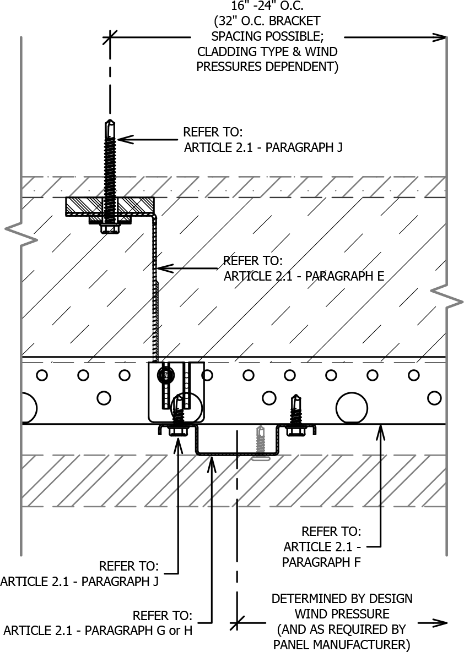 16" -24" O.C.
(32" O.C. BRACKET
SPACING POSSIBLE;
CLADDING TYPE & WIND
PRESSURES DEPENDENT)
REFER TO:
ARTICLE 2.1 - PARAGRAPH J
REFER TO:
ARTICLE 2.1 - PARAGRAPH E
REFER TO:
ARTICLE 2.1 -
PARAGRAPH F
REFER TO:
ARTICLE 2.1 - PARAGRAPH J
DETERMINED BY DESIGN
WIND PRESSURE
(AND AS REQUIRED BY
PANEL MANUFACTURER)
REFER TO:
ARTICLE 2.1 - PARAGRAPH G or H